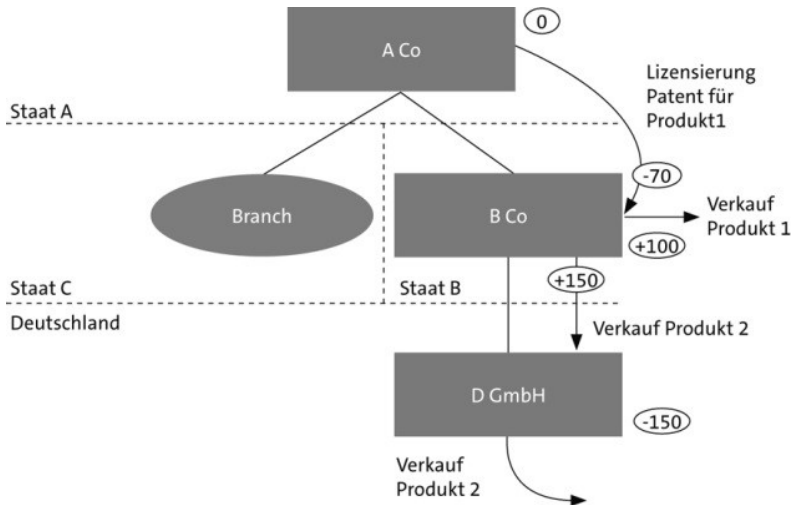 0
A Co
Lizensierung
Patent für
Produkt1
Staat A
-70
Branch
B Co
Verkauf
Produkt 1
+100
Staat C
Staat B
+150
Deutschland
Verkauf Produkt 2
D GmbH
-150
Verkauf
Produkt 2